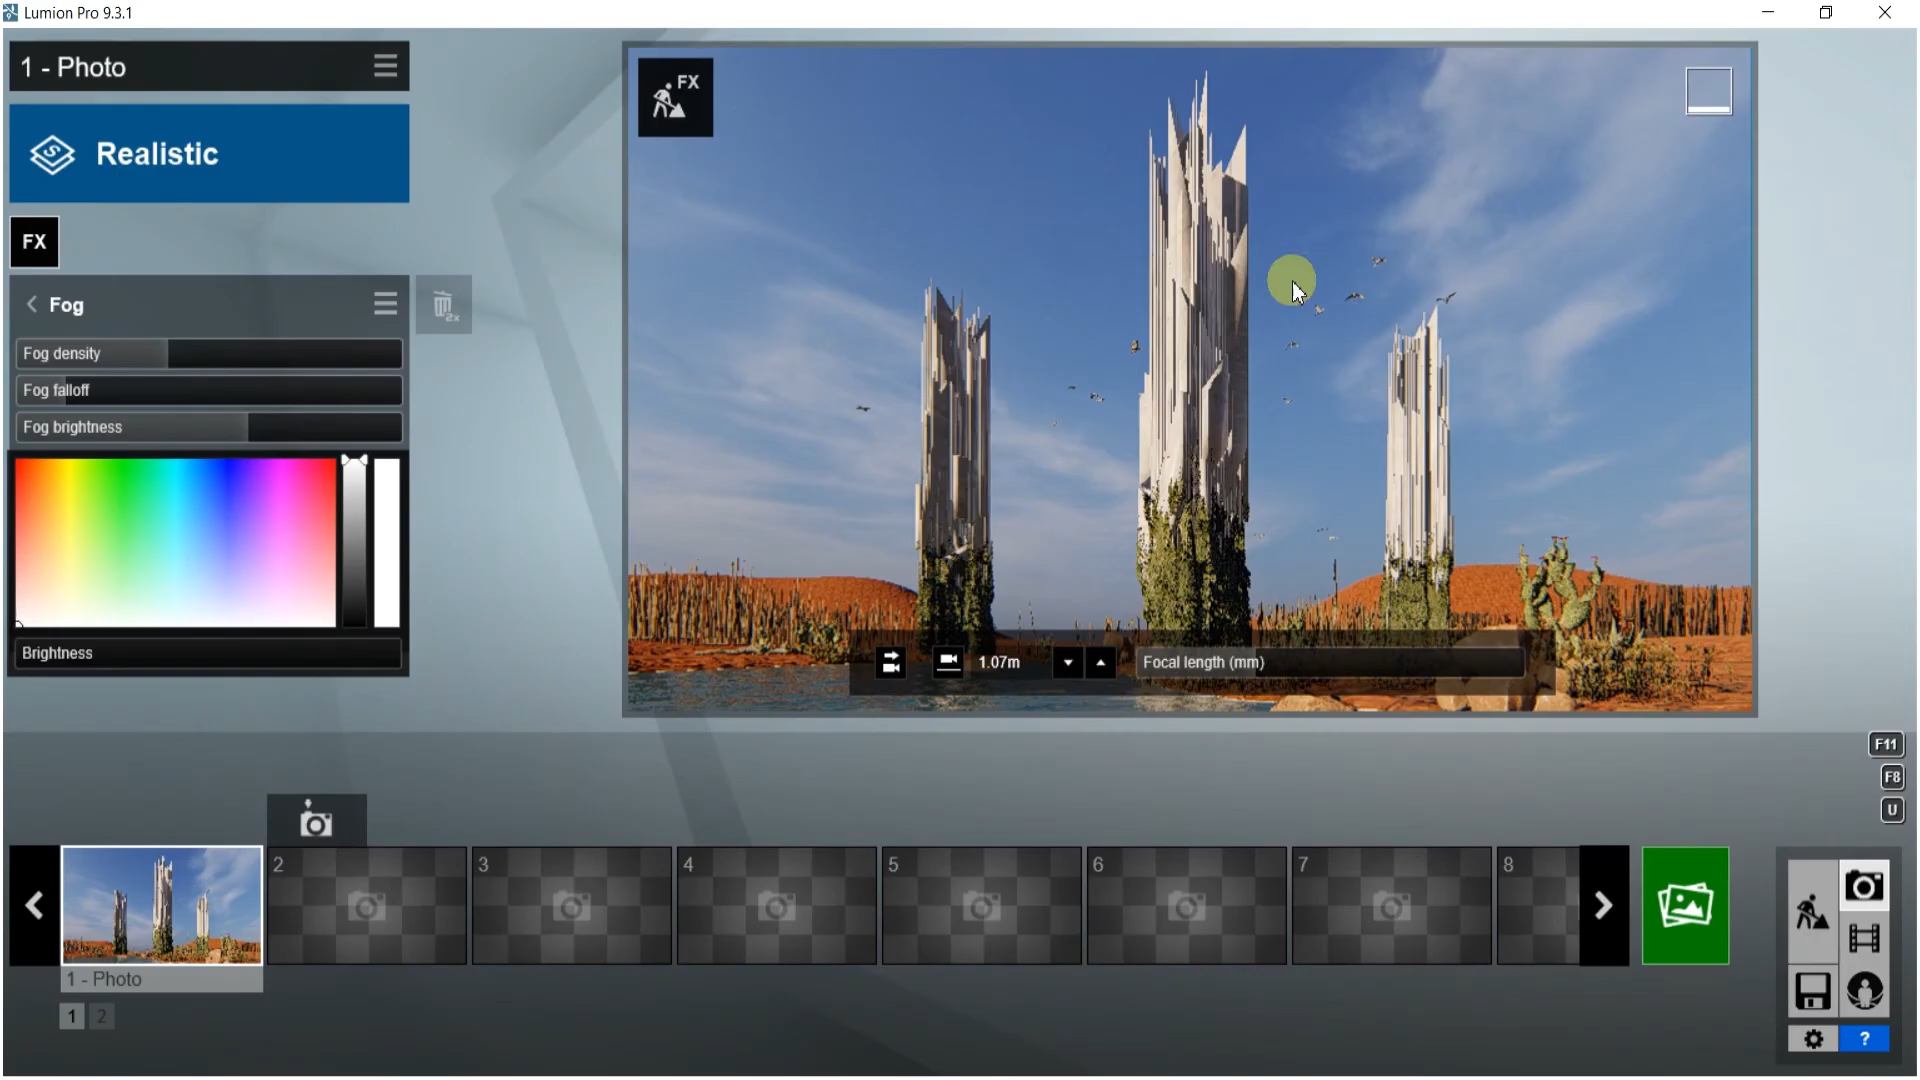 Lumion Pro 9.3.1
1 - Photo
FX
Realistic
FX
Fog
2x
Fog density
Fog falloff
Fog brightness
Brightness
1.07m
Focal length (mm)
F11
F8
U
2
3
4
5
6
7
8
1 - Photo
1
2
?